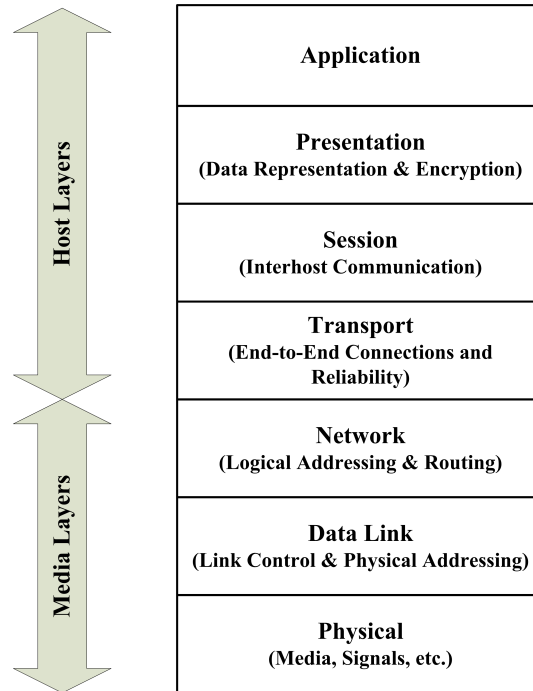 Host Layers
Media Layers
Application
Presentation
(Data Representation & Encryption)
Session
(Interhost Communication)
Transport
(End-to-End Connections and
Reliability)
Network
(Logical Addressing & Routing)
Data Link
(Link Control & Physical Addressing)
Physical
(Media, Signals, etc.)